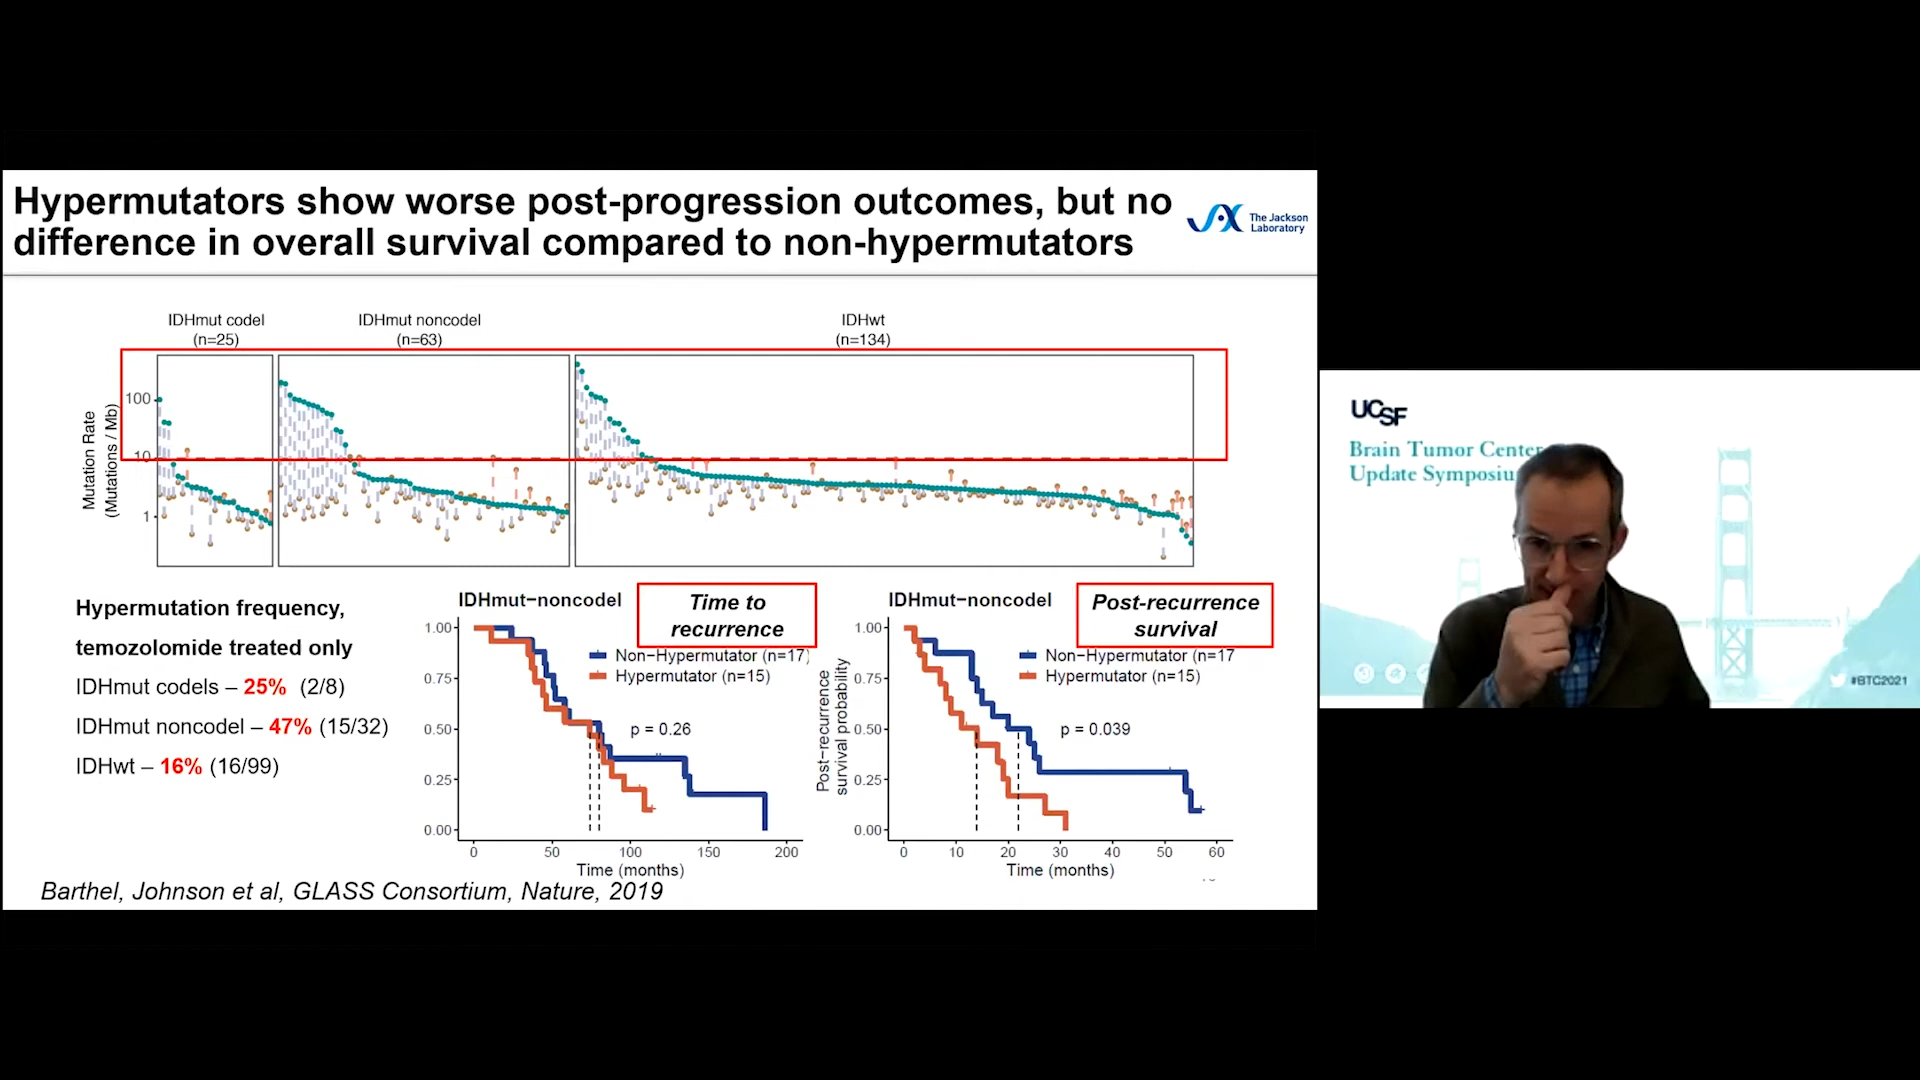 Hypermutators show worse post-progression outcomes, but no
difference in overall survival compared to non-hypermutators
The Jackson
Laboratory
IDHmut codel
(n=25)
IDHmut noncodel
(n=63)
IDHwt
(n=134)
Mutation Rate
(Mutations / Mb)
100
10
1
Hypermutation frequency,
temozolomide treated only
IDHmut codels – 25% (2/8)
IDHmut noncodel – 47% (15/32)
IDHwt – 16% (16/99)
IDHmut−noncodel
Time to
recurrence
Non−Hypermutator (n=17)
Hypermutator (n=15)
p = 0.26
1.00
0.75
0.50
0.25
0.00
0 50 100 150 200
Time (months)
IDHmut−noncodel
Post-recurrence
survival
Non−Hypermutator (n=17
Hypermutator (n=15)
p = 0.039
Post−recurrence
survival probability
1.00
0.75
0.50
0.25
0.00
0 10 20 30 40 50 60
Time (months)
Barthel, Johnson et al, GLASS Consortium, Nature, 2019
UCSF
Brain Tumor Center
Update Symposiu
#BTC2021